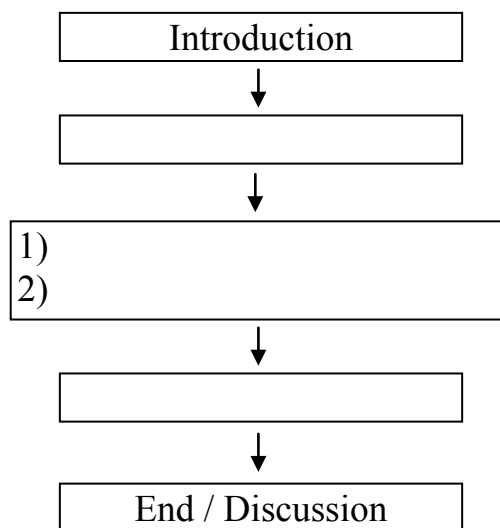 Introduction
1)
2)
End / Discussion